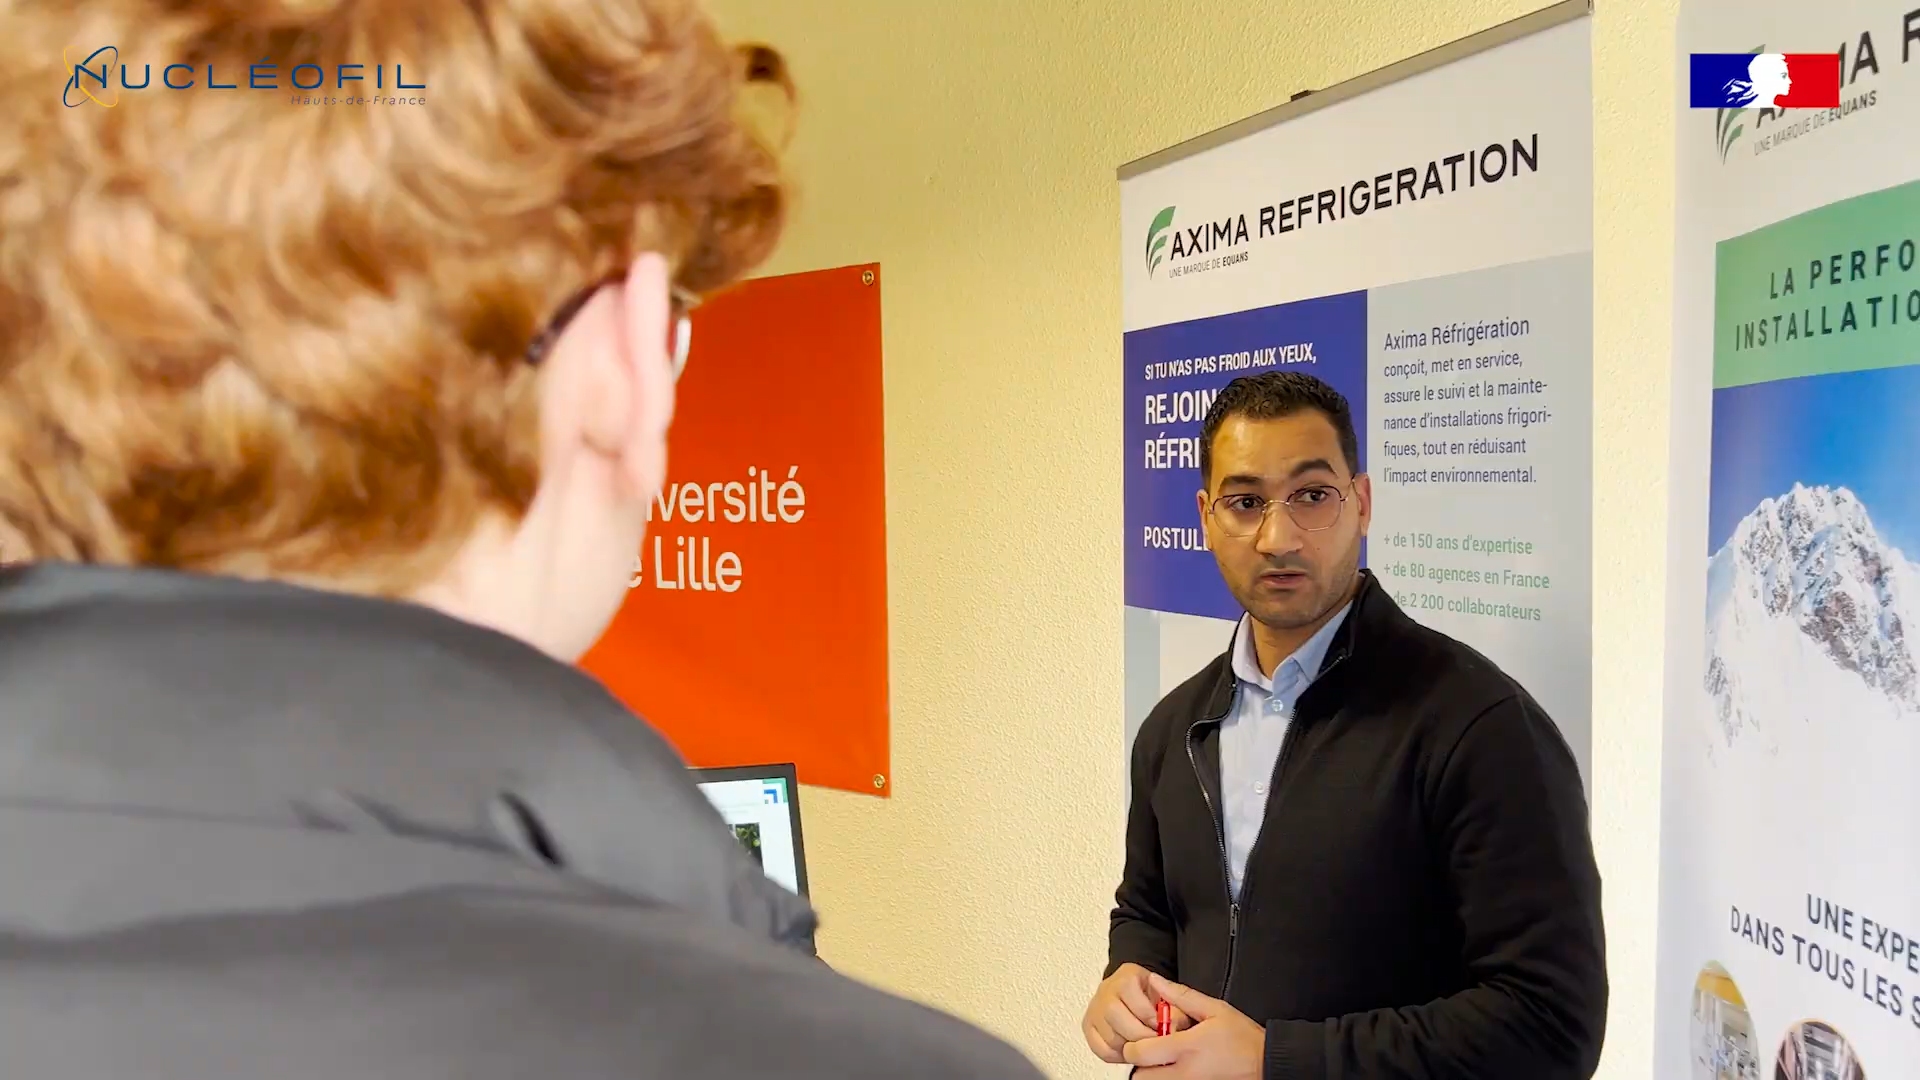 NUCLÉOFIL
Hauts-de-France
versité
Lille
AXIMA REFRIGERATION
UNE MARQUE DE EQUANS
SI TU N'AS PAS FROID AUX YEUX,
REJOIN
RÉFRI
POSTUL
Axima Réfrigération
conçoit, met en service,
assure le suivi et la mainte-
nance d'installations frigori-
fiques, tout en réduisant
l'impact environnemental.
+ de 150 ans d'expertise
+ de 80 agences en France
de 2 200 collaborateurs
UNE MARQUE DE EQUANS
LA PERFO
INSTALLATIO
UNE EXPE
DANS TOUS LES S